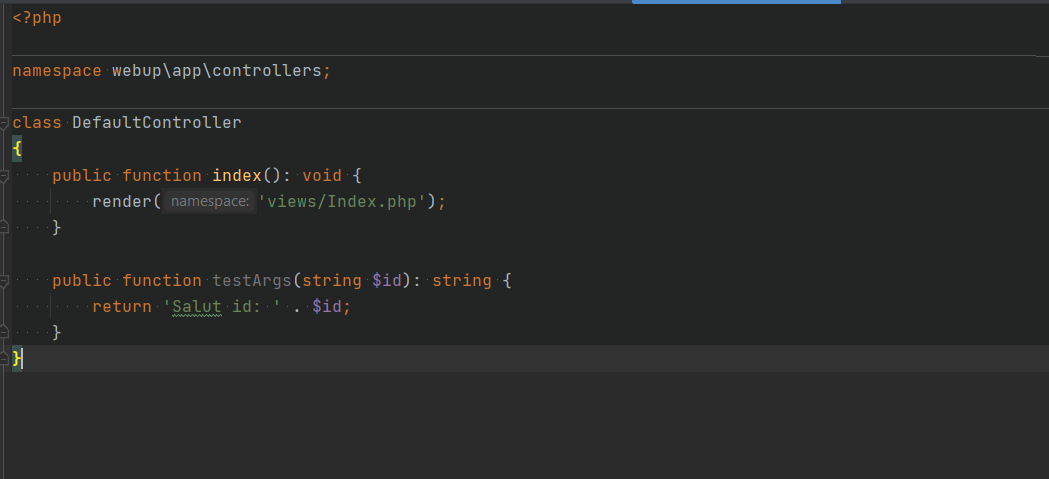 <?php
namespace webup\app\controllers;
class DefaultController
{
    public function index(): void {
        render( namespace: 'views/Index.php');
    }
    public function testArgs(string $id): string {
        return 'Salut id: ' . $id;
    }
}